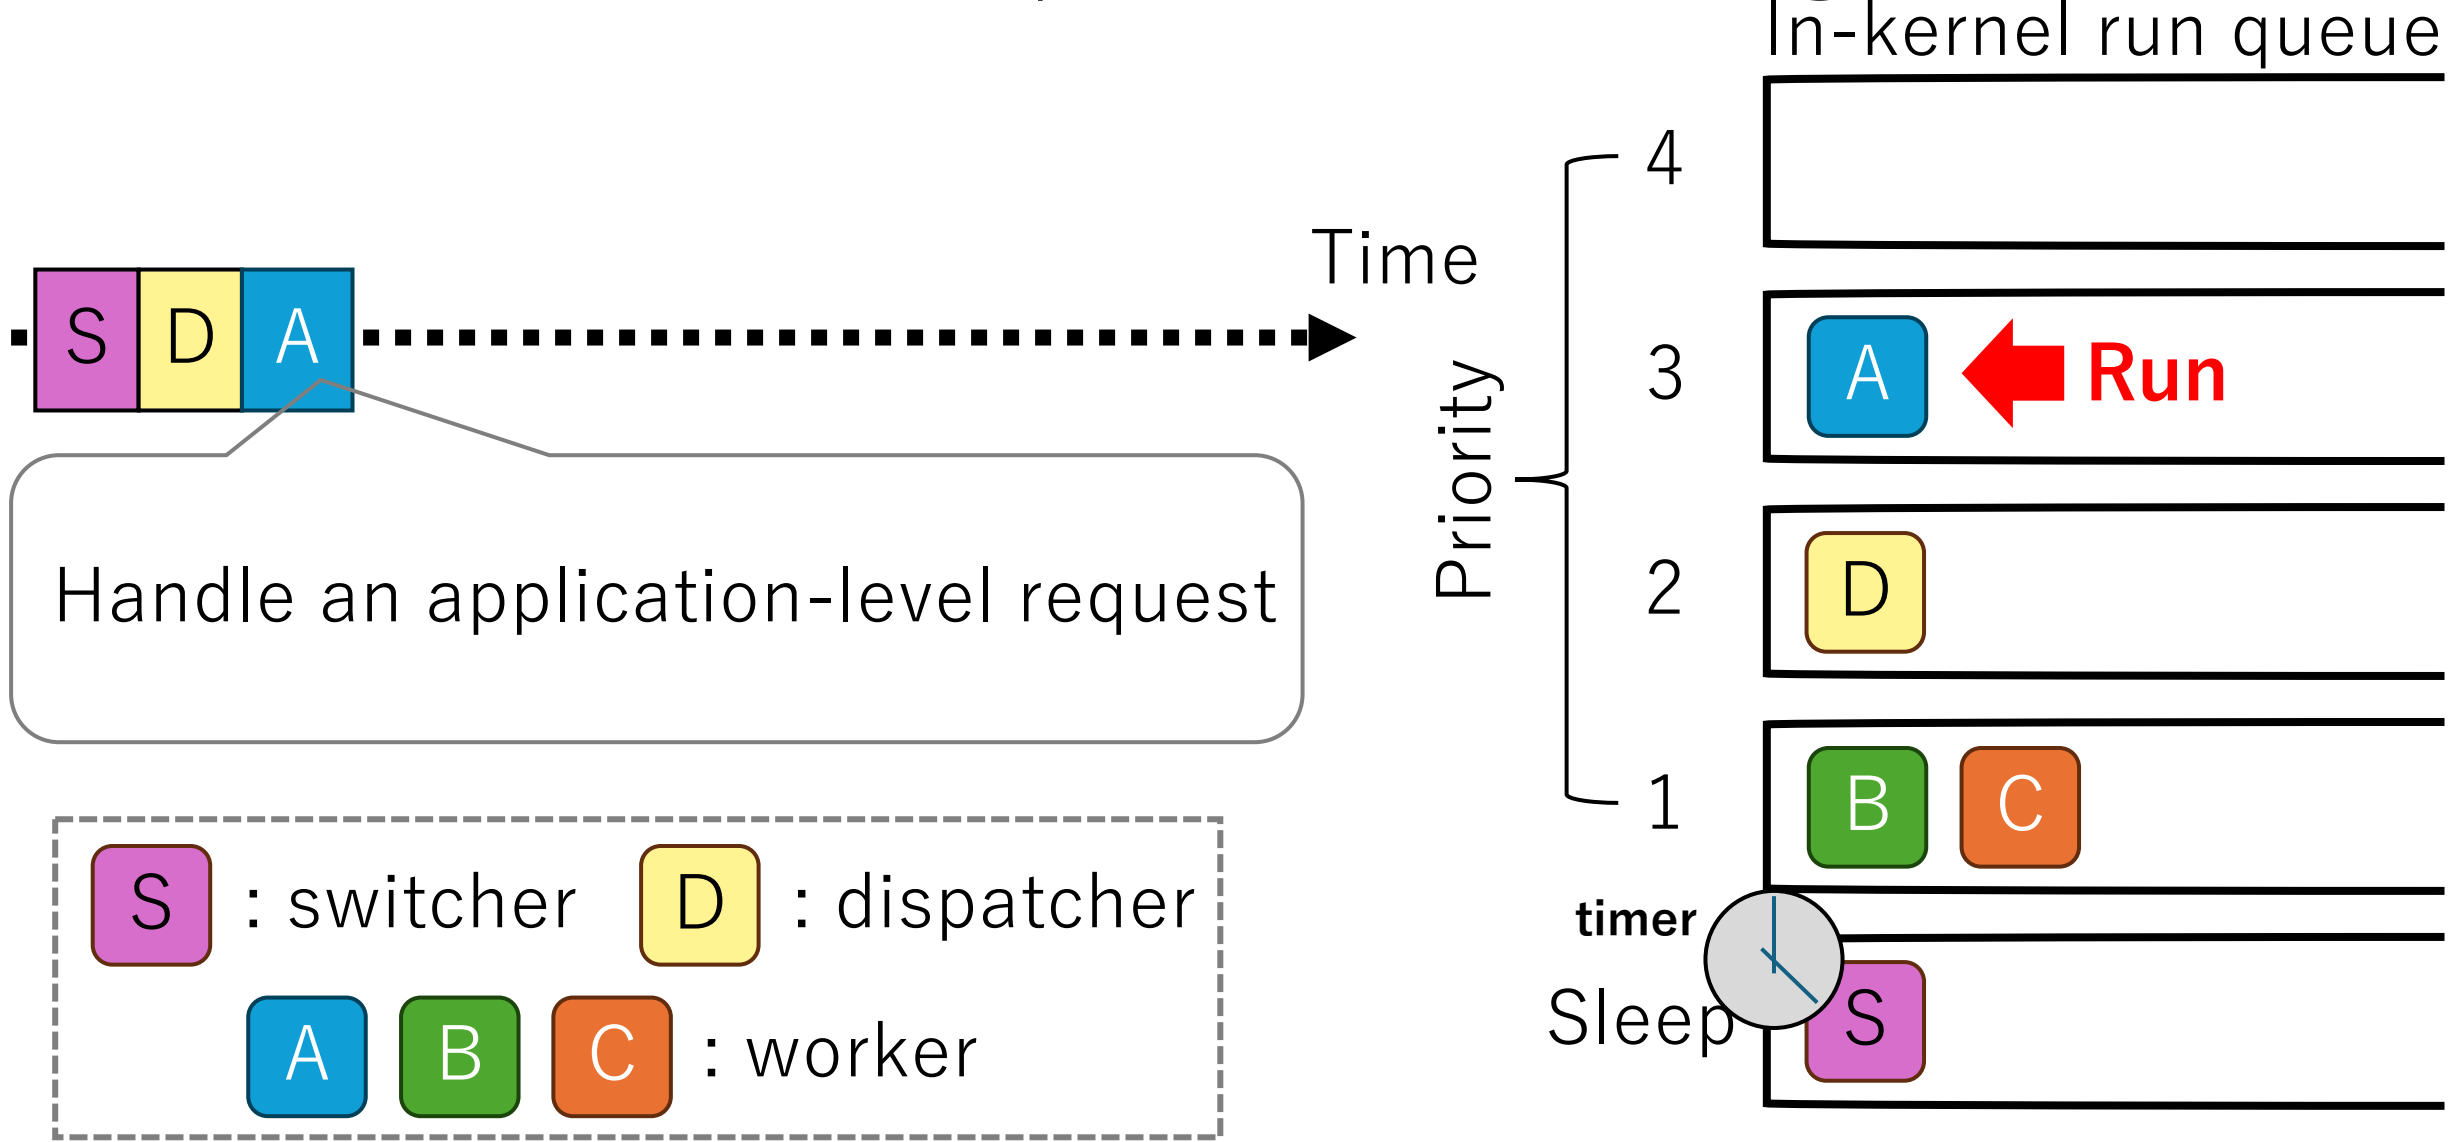 In-kernel run queue
4
Time
S D A
3
A
Run
Priority
Handle an application-level request
2
D
1
B C
S : switcher D : dispatcher
timer
Sleep
S
A B C : worker